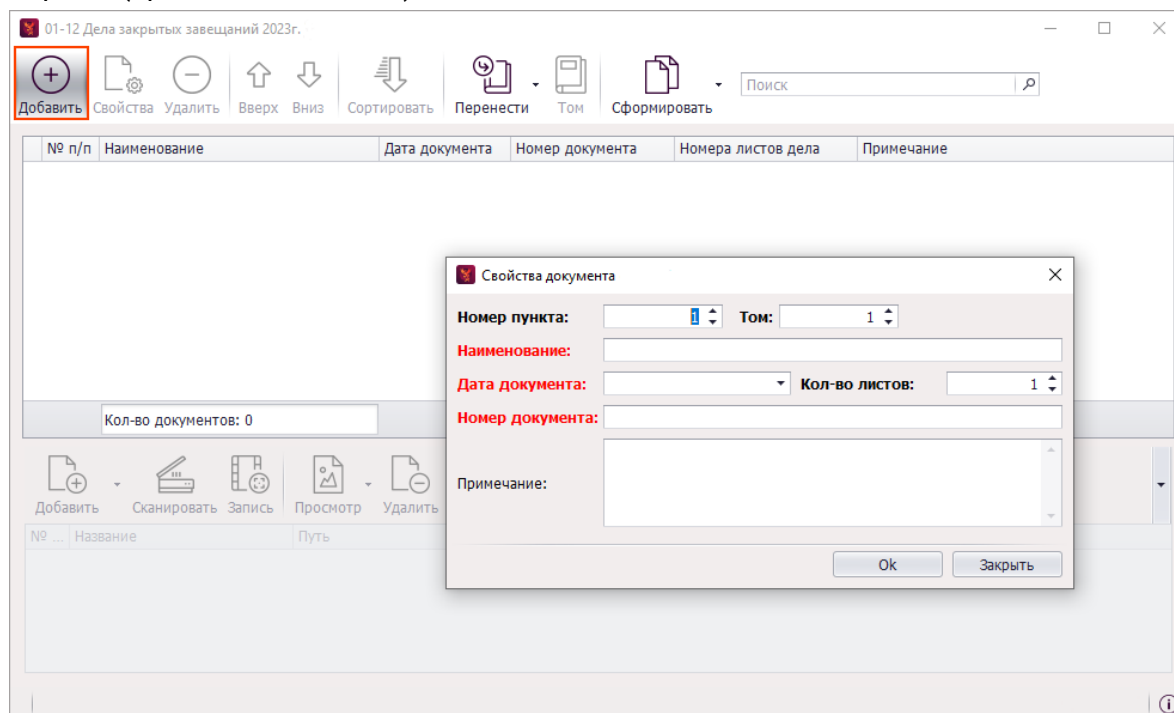 01-12 Дела закрытых завещаний 2023г.
Добавить Свойства Удалить Вверх Вниз Сортировать Перенести Том Сформировать Поиск
№ п/п Наименование Дата документа Номер документа Номера листов дела Примечание
Свойства документа
Номер пункта: 1 Том: 1
Наименование:
Дата документа: Кол-во листов: 1
Номер документа:
Примечание:
Ok Закрыть
Кол-во документов: 0
Добавить Сканировать Запись Просмотр Удалить
№ ... Название Путь